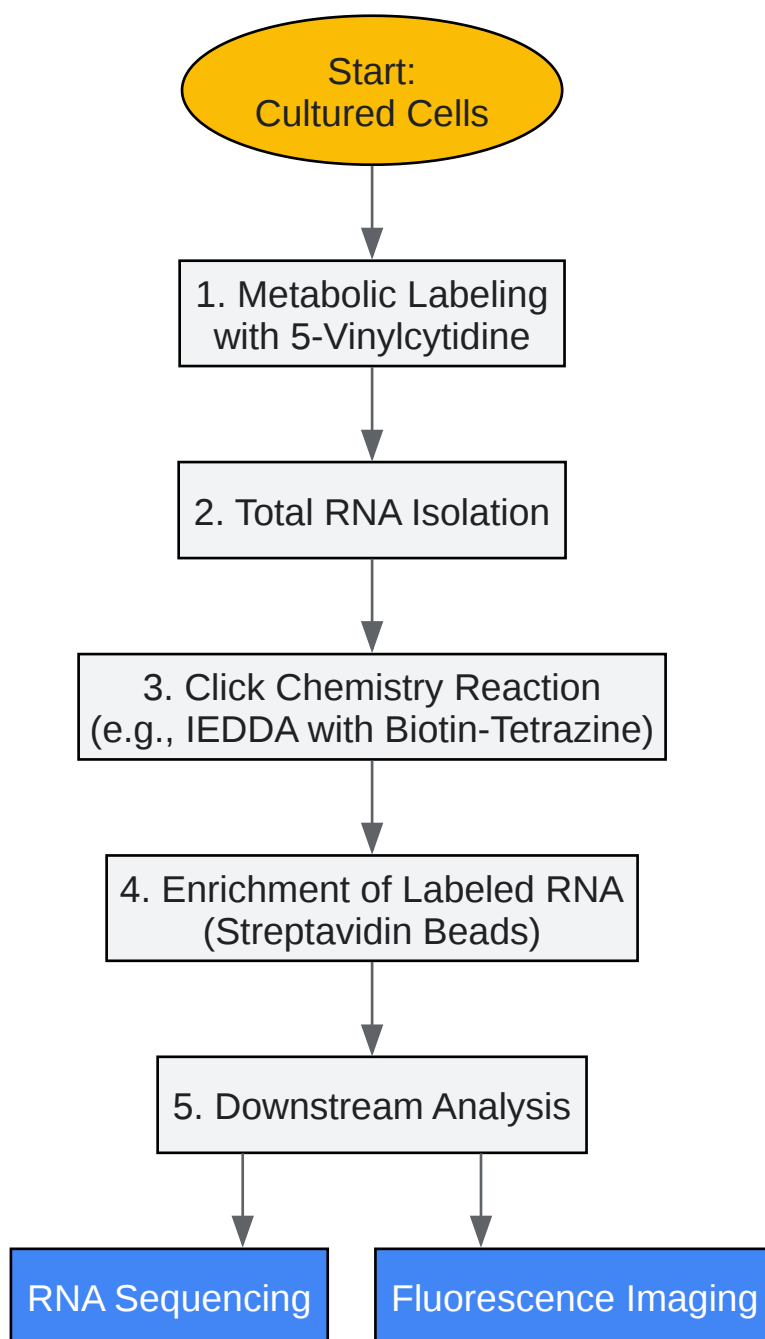 Start:
Cultured Cells
1. Metabolic Labeling
with 5-Vinylcytidine
2. Total RNA Isolation
3. Click Chemistry Reaction
(e.g., IEDDA with Biotin-Tetrazine)
4. Enrichment of Labeled RNA
(Streptavidin Beads)
5. Downstream Analysis
RNA Sequencing
Fluorescence Imaging